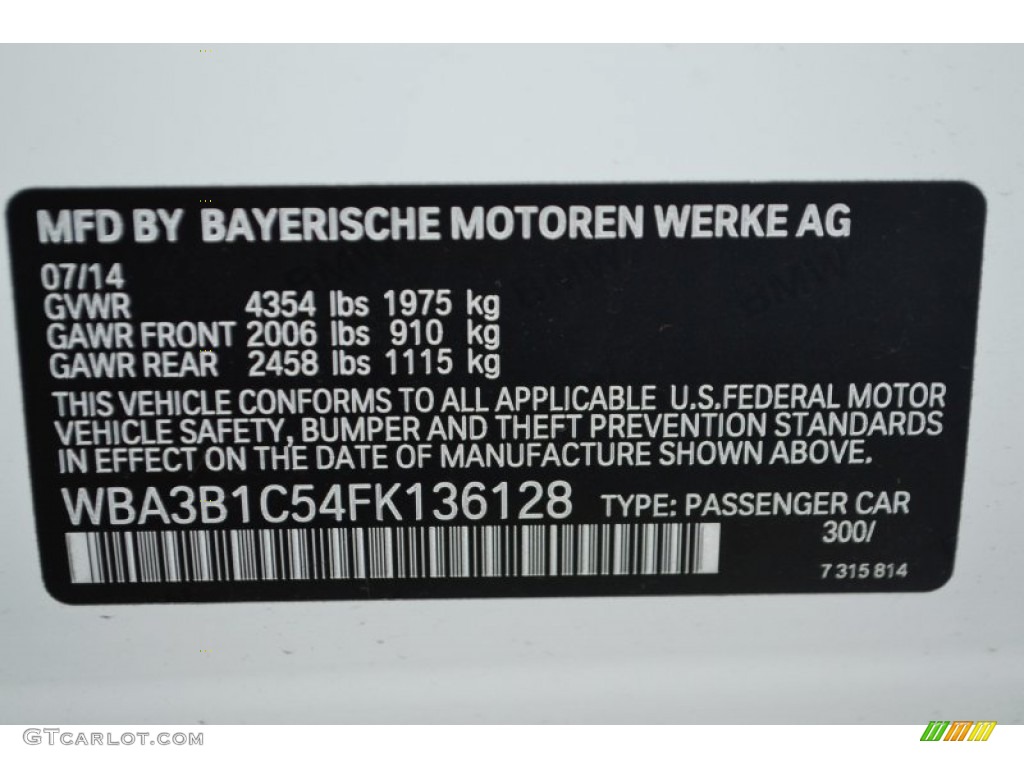 MFD BY BAYERISCHE MOTOREN WERKE AG
07/14
GVWR 4354 lbs 1975 kg
GAWR FRONT 2006 lbs 910 kg
GAWR REAR 2458 lbs 1115 kg
THIS VEHICLE CONFORMS TO ALL APPLICABLE U.S.FEDERAL MOTOR
VEHICLE SAFETY, BUMPER AND THEFT PREVENTION STANDARDS
IN EFFECT ON THE DATE OF MANUFACTURE SHOWN ABOVE.
WBA3B1C54FK136128 TYPE: PASSENGER CAR
300/
7 315 814
GTCarLot.com